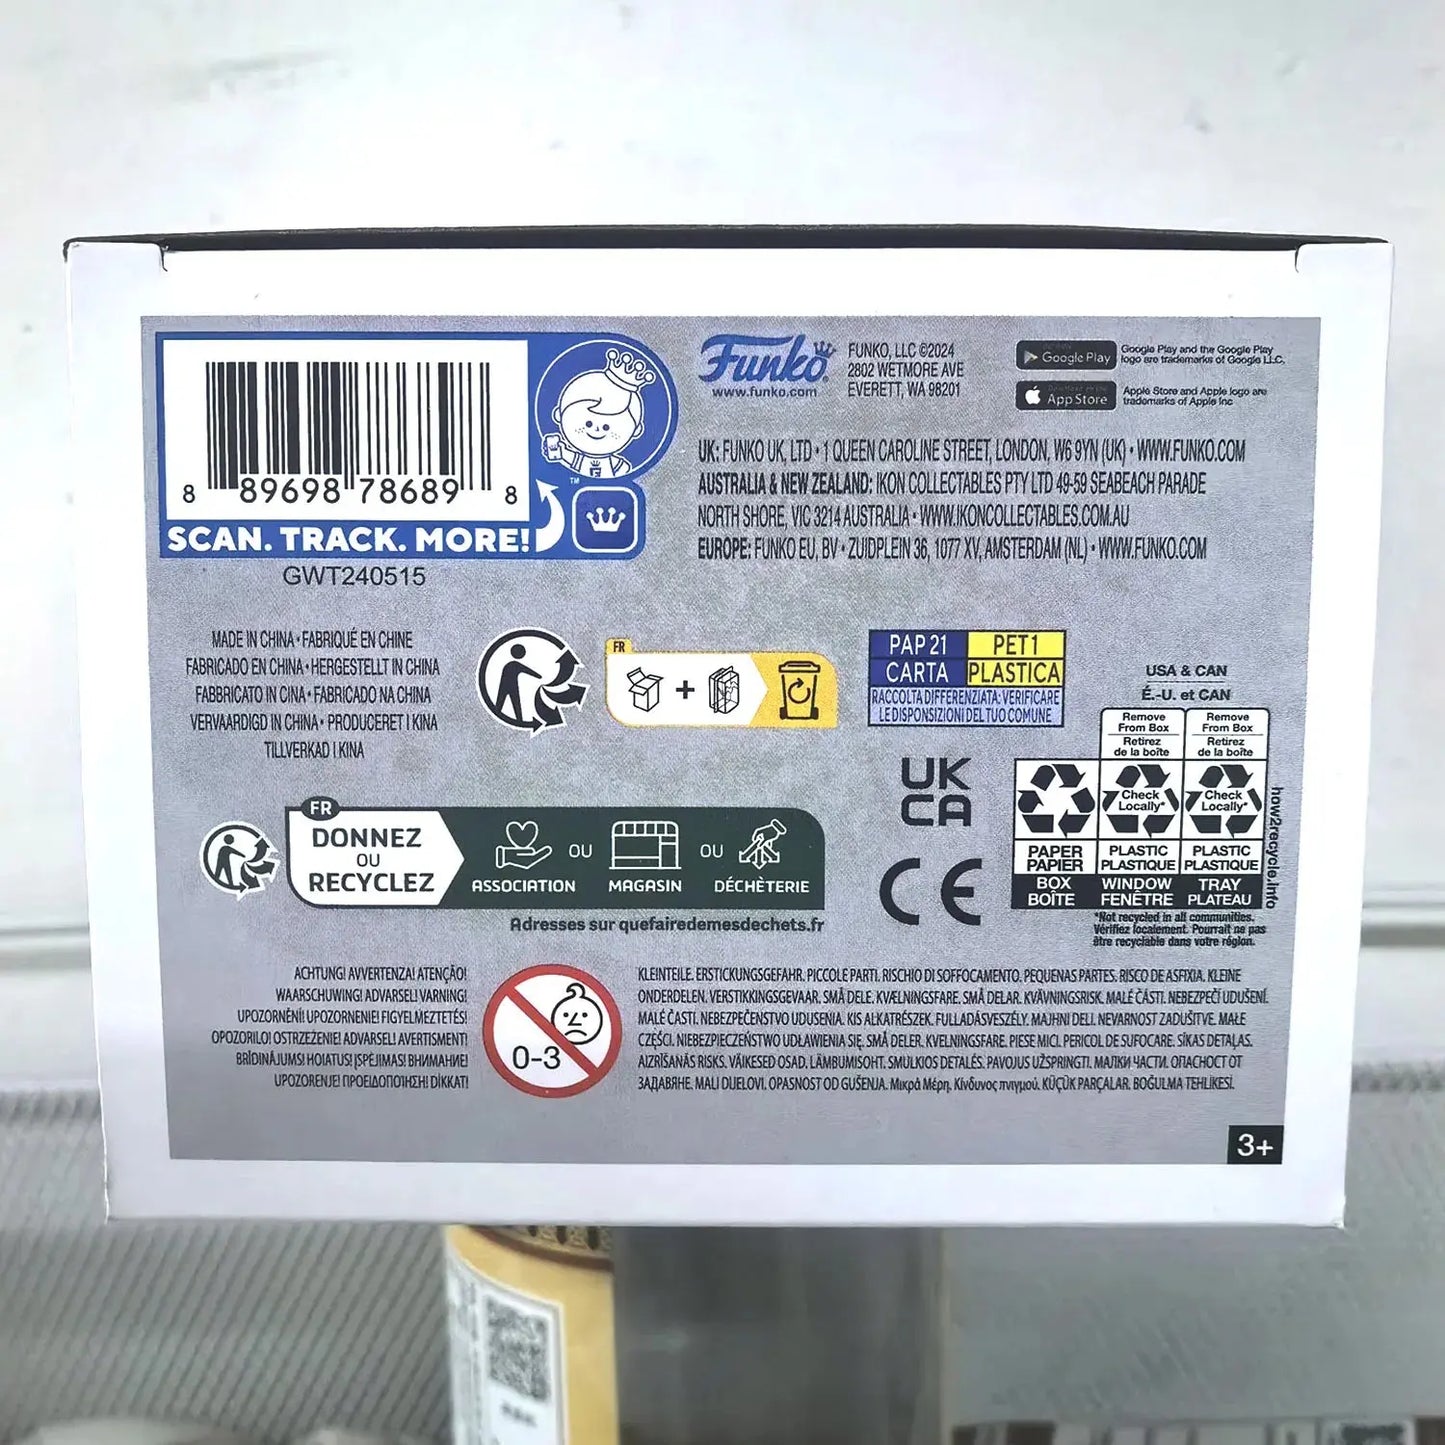 8 89698 78689 8
SCAN. TRACK. MORE!
™
GWT240515
Funko
www.funko.com
FUNKO, LLC ©2024
2802 WETMORE AVE
EVERETT, WA 98201
Google Play
Google Play and the Google Play
logo are trademarks of Google LLC.
App Store
Apple Store and Apple logo are
trademarks of Apple Inc
UK: FUNKO UK, LTD • 1 QUEEN CAROLINE STREET, LONDON, W6 9YN (UK) • WWW.FUNKO.COM
AUSTRALIA & NEW ZEALAND: IKON COLLECTABLES PTY LTD 49-59 SEABEACH PARADE
NORTH SHORE, VIC 3214 AUSTRALIA • WWW.IKONCOLLECTABLES.COM.AU
EUROPE: FUNKO EU, BV • ZUIDPLEIN 36, 1077 XV, AMSTERDAM (NL) • WWW.FUNKO.COM
MADE IN CHINA • FABRIQUÉ EN CHINE
FABRICADO EN CHINA • HERGESTELLT IN CHINA
FABBRICATO IN CINA • FABRICADO NA CHINA
VERVAARDIGD IN CHINA • PRODUCERET I KINA
TILLVERKAD I KINA
FR
+
PAP 21 PET 1
CARTA PLASTICA
RACCOLTA DIFFERENZIATA: VERIFICARE
LE DISPOSIZIONI DEL TUO COMUNE
USA & CAN
É.-U. et CAN
Remove From Box Retirez de la boîte
Remove From Box Retirez de la boîte
Check Locally*
Check Locally*
PAPER PAPIER
PLASTIC PLASTIQUE
PLASTIC PLASTIQUE
BOX BOÎTE
WINDOW FENÊTRE
TRAY PLATEAU
how2recycle.info
*Not recycled in all communities.
Vérifiez localement. Pourrait ne pas
être recyclable dans votre région.
UK
CA
CE
FR
DONNEZ
OU
RECYCLEZ
ASSOCIATION OU MAGASIN OU DÉCHÈTERIE
Adresses sur quefairedemesdechets.fr
ACHTUNG! AVVERTENZA! ATENÇÃO!
WAARSCHUWING! ADVARSEL! VARNING!
UPOZORNĚNÍ! UPOZORNENIE! FIGYELMEZTETÉS!
OPOZORILO! OSTRZEŻENIE! ADVARSEL! AVERTISMENT!
BRĪDINĀJUMS! HOIATUS! ĮSPĖJIMAS! ВНИМАНИЕ!
UPOZORENJE! ΠΡΟΕΙΔΟΠΟΙΗΣΗ! DİKKAT!
0-3
KLEINTEILE. ERSTICKUNGSGEFAHR. PICCOLE PARTI. RISCHIO DI SOFFOCAMENTO. PEQUENAS PARTES. RISCO DE ASFIXIA. KLEINE
ONDERDELEN. VERSTIKKINGSGEVAAR. SMÅ DELE. KVÆLNINGSFARE. SMÅ DELAR. KVÄVNINGSRISK. MALÉ ČÁSTI. NEBEZPEČÍ UDUŠENÍ.
MALÉ ČASTI. NEBEZPEČENSTVO UDUSENIA. KIS ALKATRÉSZEK. FULLADÁSVESZÉLY. MAJHNI DELI. NEVARNOST ZADUŠITVE. MAŁE
CZĘŚCI. NIEBEZPIECZEŃSTWO UDŁAWIENIA SIĘ. SMÅ DELER. KVELNINGSFARE. PIESE MICI. PERICOL DE SUFOCARE. SĪKAS DETAĻAS.
AIZRĪŠANĀS RISKS. VÄIKESED OSAD. LÄMBUMISOHT. SMULKIOS DETALĖS. PAVOJUS UŽSPRINGTI. МАЛКИ ЧАСТИ. ОПАСНОСТ ОТ
ЗАДАВЯНЕ. MALI DIJELOVI. OPASNOST OD GUŠENJA. Μικρά Μέρη. Κίνδυνος πνιγμού. KÜÇÜK PARÇALAR. BOĞULMA TEHLİKESİ.
3+